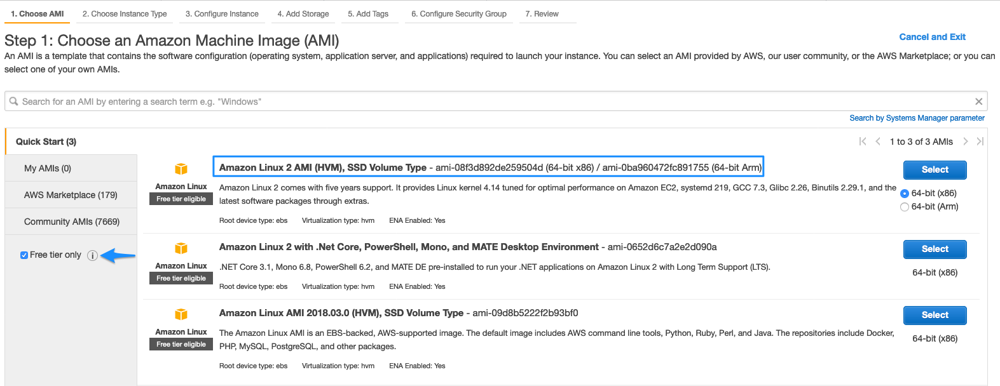 1. Choose AMI 2. Choose Instance Type 3. Configure Instance 4. Add Storage 5. Add Tags 6. Configure Security Group 7. Review
Step 1: Choose an Amazon Machine Image (AMI)
Cancel and Exit
An AMI is a template that contains the software configuration (operating system, application server, and applications) required to launch your instance. You can select an AMI provided by AWS, our user community, or the AWS Marketplace; or you can
select one of your own AMIs.
Search for an AMI by entering a search term e.g. "Windows"
Search by Systems Manager parameter
Quick Start (3)
1 to 3 of 3 AMIs
My AMIs (0)
AWS Marketplace (179)
Community AMIs (7669)
Free tier only
Amazon Linux
Free tier eligible
Amazon Linux 2 AMI (HVM), SSD Volume Type - ami-08f3d892de259504d (64-bit x86) / ami-0ba960472fc891755 (64-bit Arm)
Amazon Linux 2 comes with five years support. It provides Linux kernel 4.14 tuned for optimal performance on Amazon EC2, systemd 219, GCC 7.3, Glibc 2.26, Binutils 2.29.1, and the
latest software packages through extras.
Root device type: ebs Virtualization type: hvm ENA Enabled: Yes
Select
64-bit (x86)
64-bit (Arm)
Amazon Linux
Free tier eligible
Amazon Linux 2 with .Net Core, PowerShell, Mono, and MATE Desktop Environment - ami-0652d6c7a2e2d090a
.NET Core 3.1, Mono 6.8, PowerShell 6.2, and MATE DE pre-installed to run your .NET applications on Amazon Linux 2 with Long Term Support (LTS).
Root device type: ebs Virtualization type: hvm ENA Enabled: Yes
Select
64-bit (x86)
Amazon Linux
Free tier eligible
Amazon Linux AMI 2018.03.0 (HVM), SSD Volume Type - ami-09d8b5222f2b93bf0
The Amazon Linux AMI is an EBS-backed, AWS-supported image. The default image includes AWS command line tools, Python, Ruby, Perl, and Java. The repositories include Docker,
PHP, MySQL, PostgreSQL, and other packages.
Root device type: ebs Virtualization type: hvm ENA Enabled: Yes
Select
64-bit (x86)